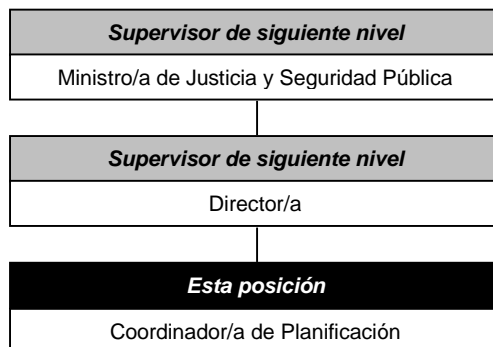 Supervisor de siguiente nivel
Ministro/a de Justicia y Seguridad Pública
Supervisor de siguiente nivel
Director/a
Esta posición
Coordinador/a de Planificación